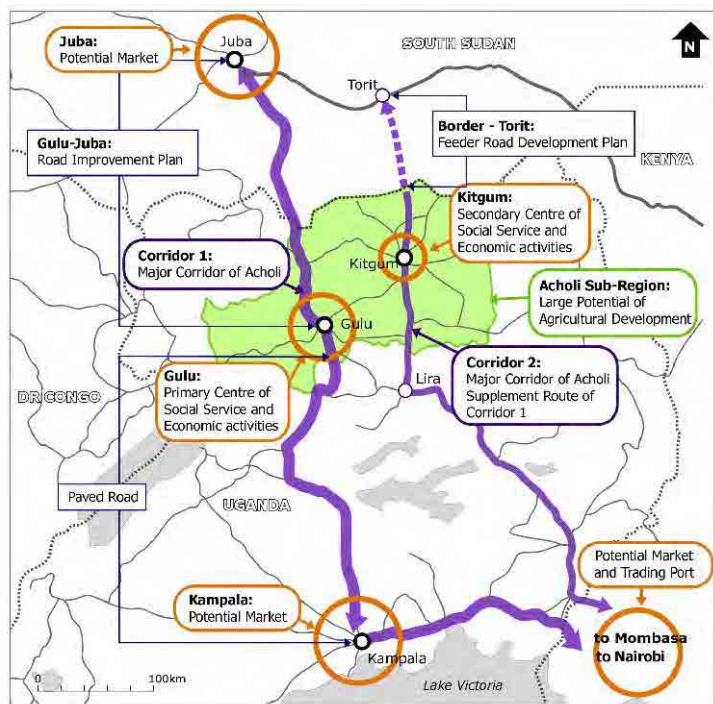 Juba:
Potential Market
Juba
SOUTH SUDAN
N
Torit
Gulu-Juba:
Road Improvement Plan
Border - Torit:
Feeder Road Development Plan
KENYA
Kitgum:
Secondary Centre of
Social Service and
Economic activities
Corridor 1:
Major Corridor of Acholi
Kitgum
Acholi Sub-Region:
Large Potential of
Agricultural Development
Gulu
Gulu:
Primary Centre of
Social Service and
Economic activities
Corridor 2:
Major Corridor of Acholi
Supplement Route of
Corridor 1
Lira
DR CONGO
Paved Road
UGANDA
Potential Market
and Trading Port
Kampala:
Potential Market
to Mombasa
to Nairobi
Kampala
0 100km
Lake Victoria